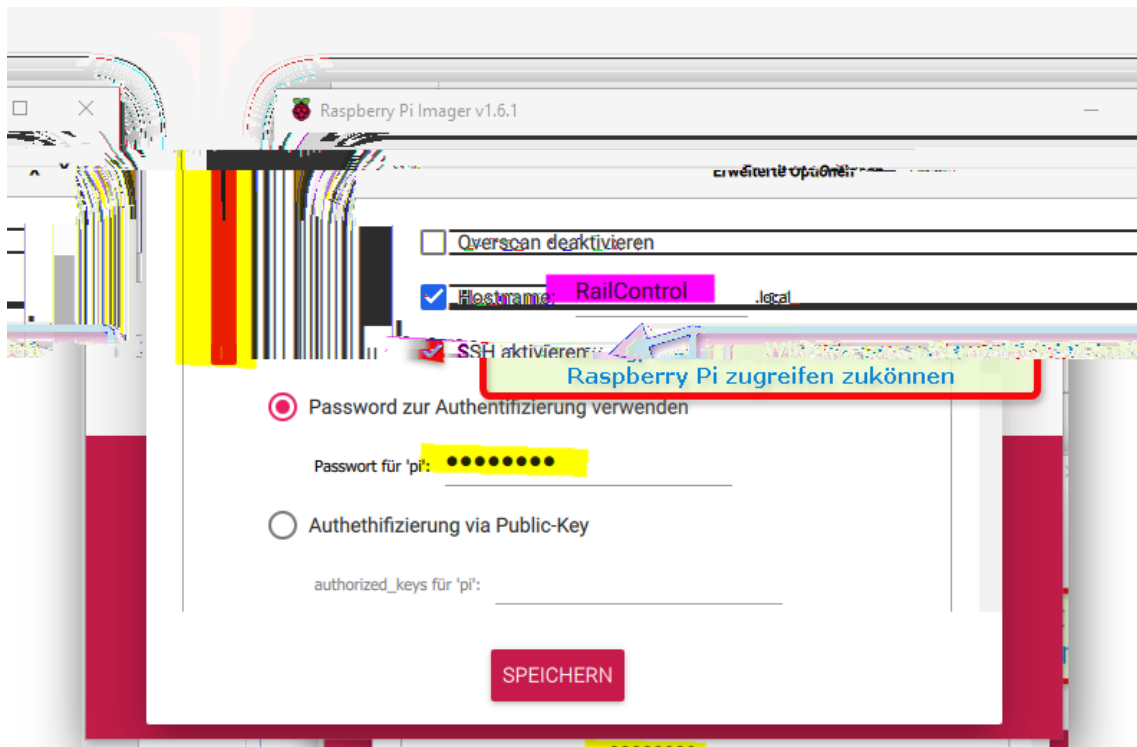 Raspberry Pi Imager v1.6.1
Erweiterte Optionen
Overscan deaktivieren
Hostname: RailControl .local
SSH aktivieren
Raspberry Pi zugreifen zukönnen
Password zur Authentifizierung verwenden
Passwort für 'pi': ••••••••
Authethifizierung via Public-Key
authorized_keys für 'pi':
SPEICHERN